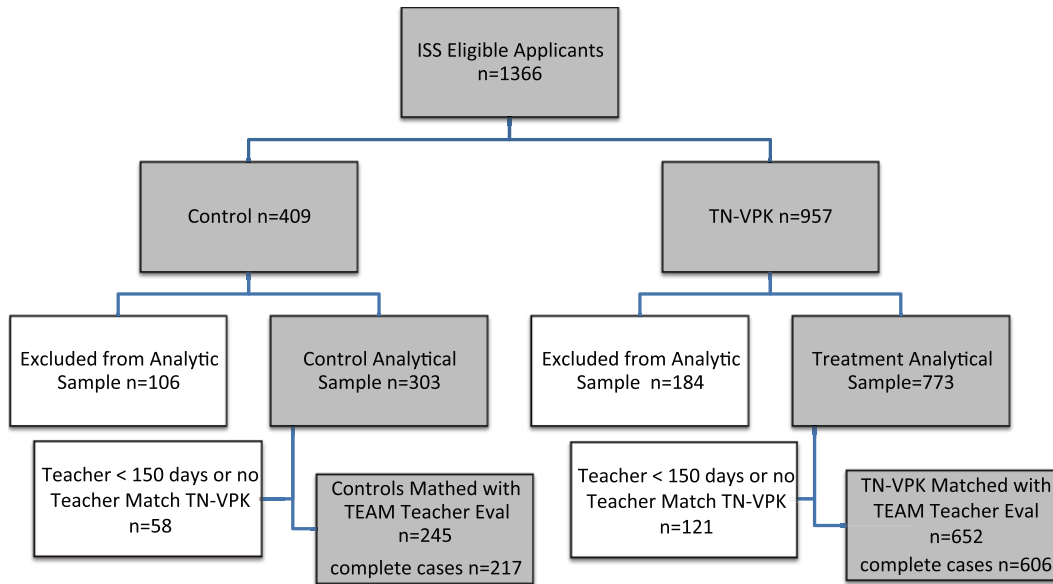 ISS Eligible Applicants
n=1366
Control n=409
TN-VPK n=957
Excluded from Analytic
Sample n=106
Control Analytical
Sample n=303
Excluded from Analytic
Sample n=184
Treatment Analytical
Sample=773
Teacher < 150 days or no
Teacher Match TN-VPK
n=58
Controls Mathed with
TEAM Teacher Eval
n=245
complete cases n=217
Teacher < 150 days or no
Teacher Match TN-VPK
n=121
TN-VPK Matched with
TEAM Teacher Eval
n=652
complete cases n=606